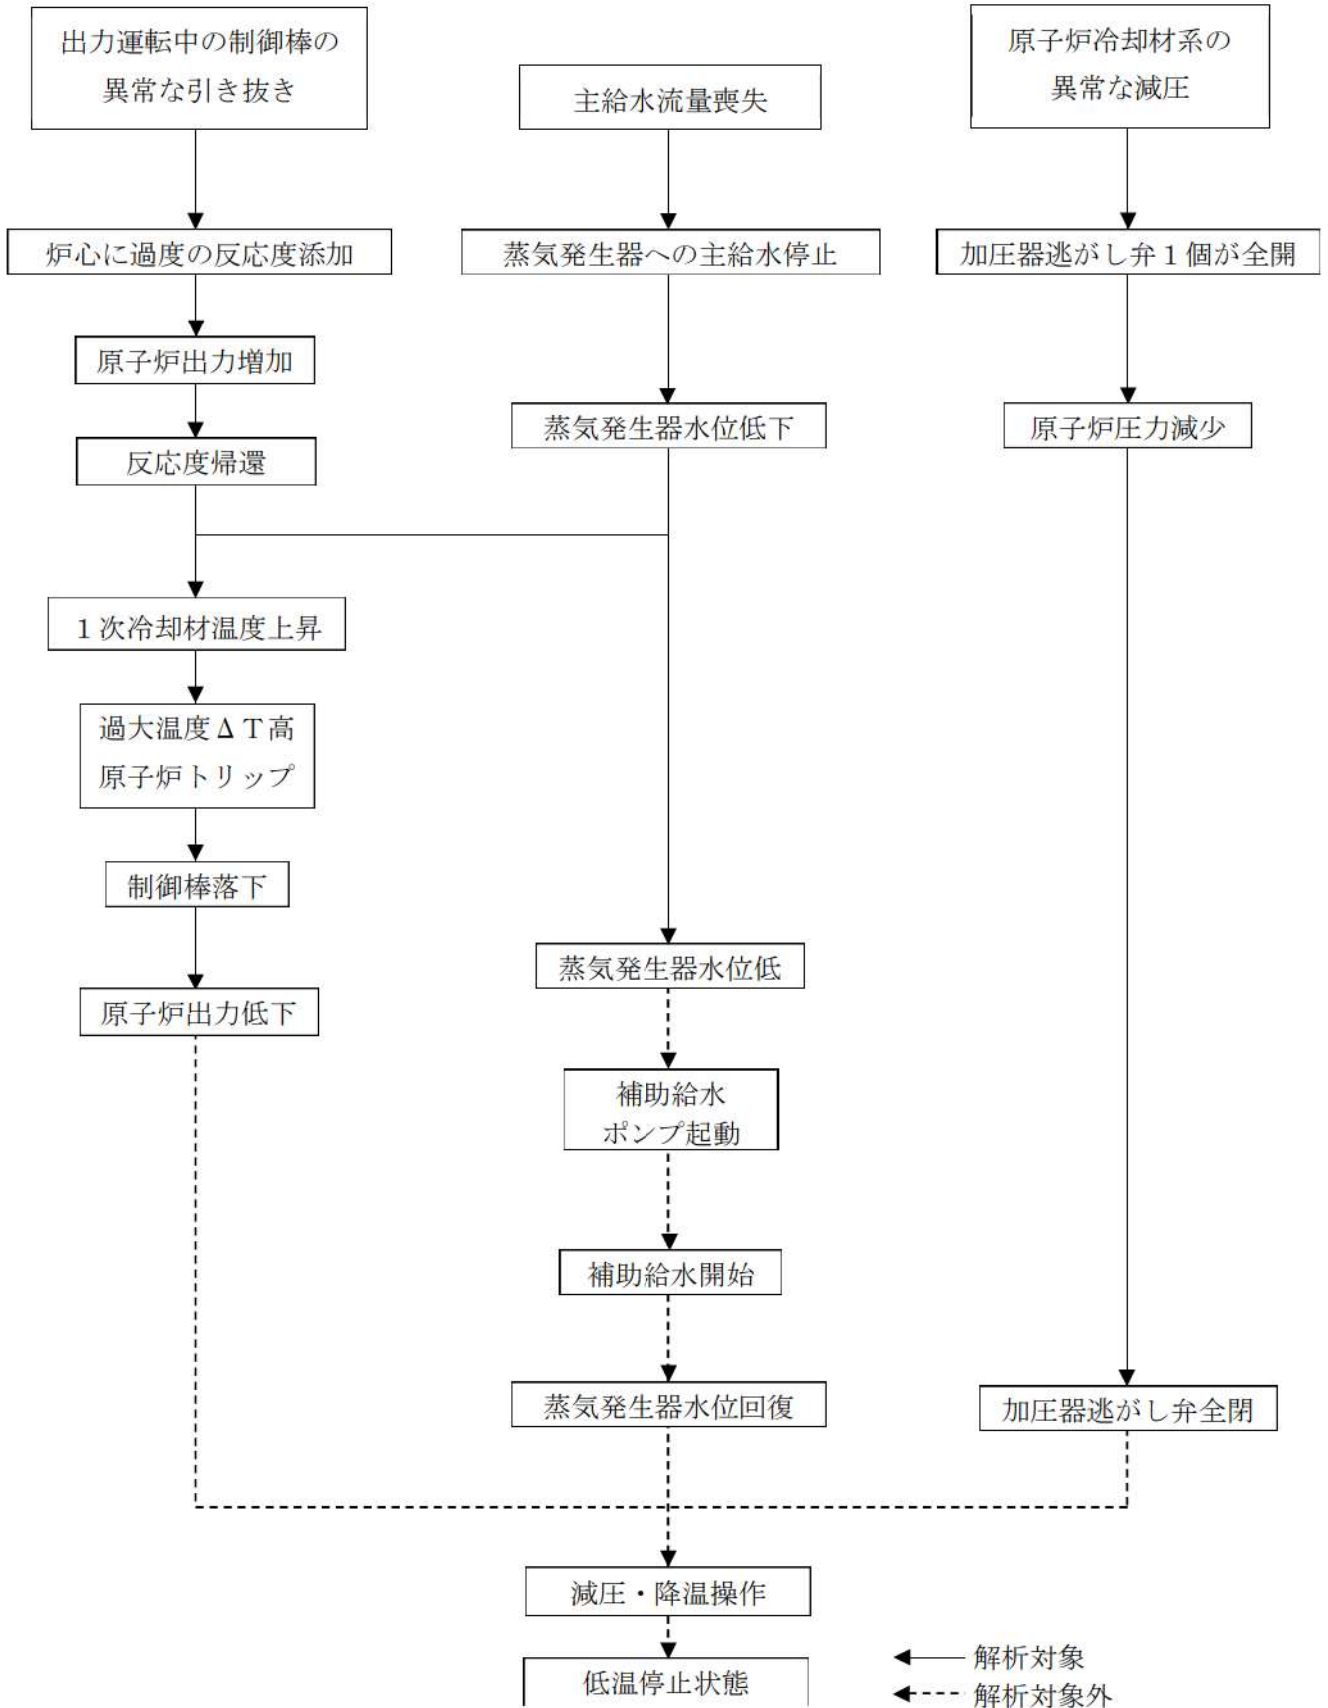 出力運転中の制御棒の
異常な引き抜き
主給水流量喪失
原子炉冷却材系の
異常な減圧
炉心に過度の反応度添加
蒸気発生器への主給水停止
加圧器逃がし弁１個が全開
原子炉出力増加
蒸気発生器水位低下
原子炉圧力減少
反応度帰還
１次冷却材温度上昇
過大温度ΔＴ高
原子炉トリップ
制御棒落下
蒸気発生器水位低
原子炉出力低下
補助給水
ポンプ起動
補助給水開始
蒸気発生器水位回復
加圧器逃がし弁全閉
減圧・降温操作
低温停止状態
解析対象
解析対象外